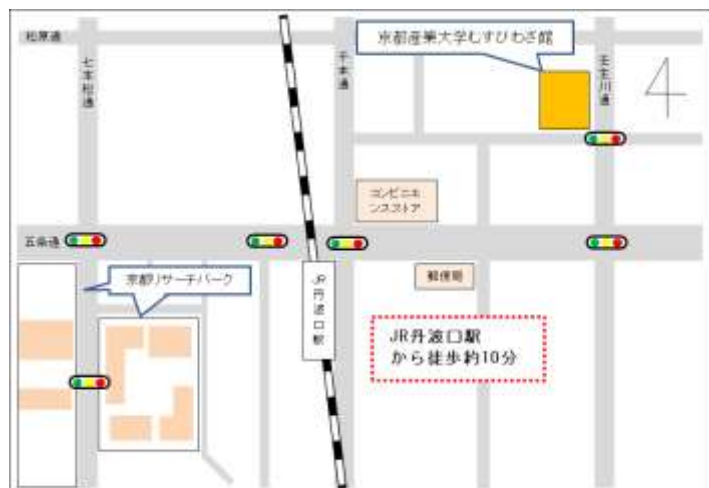 松原通
七本松通
千本通
京都産業大学むすびわざ館
壬生川通
コンビニエ
ンスストア
五条通
京都リサーチパーク
JR丹波口駅
郵便局
JR丹波口駅
から徒歩約10分